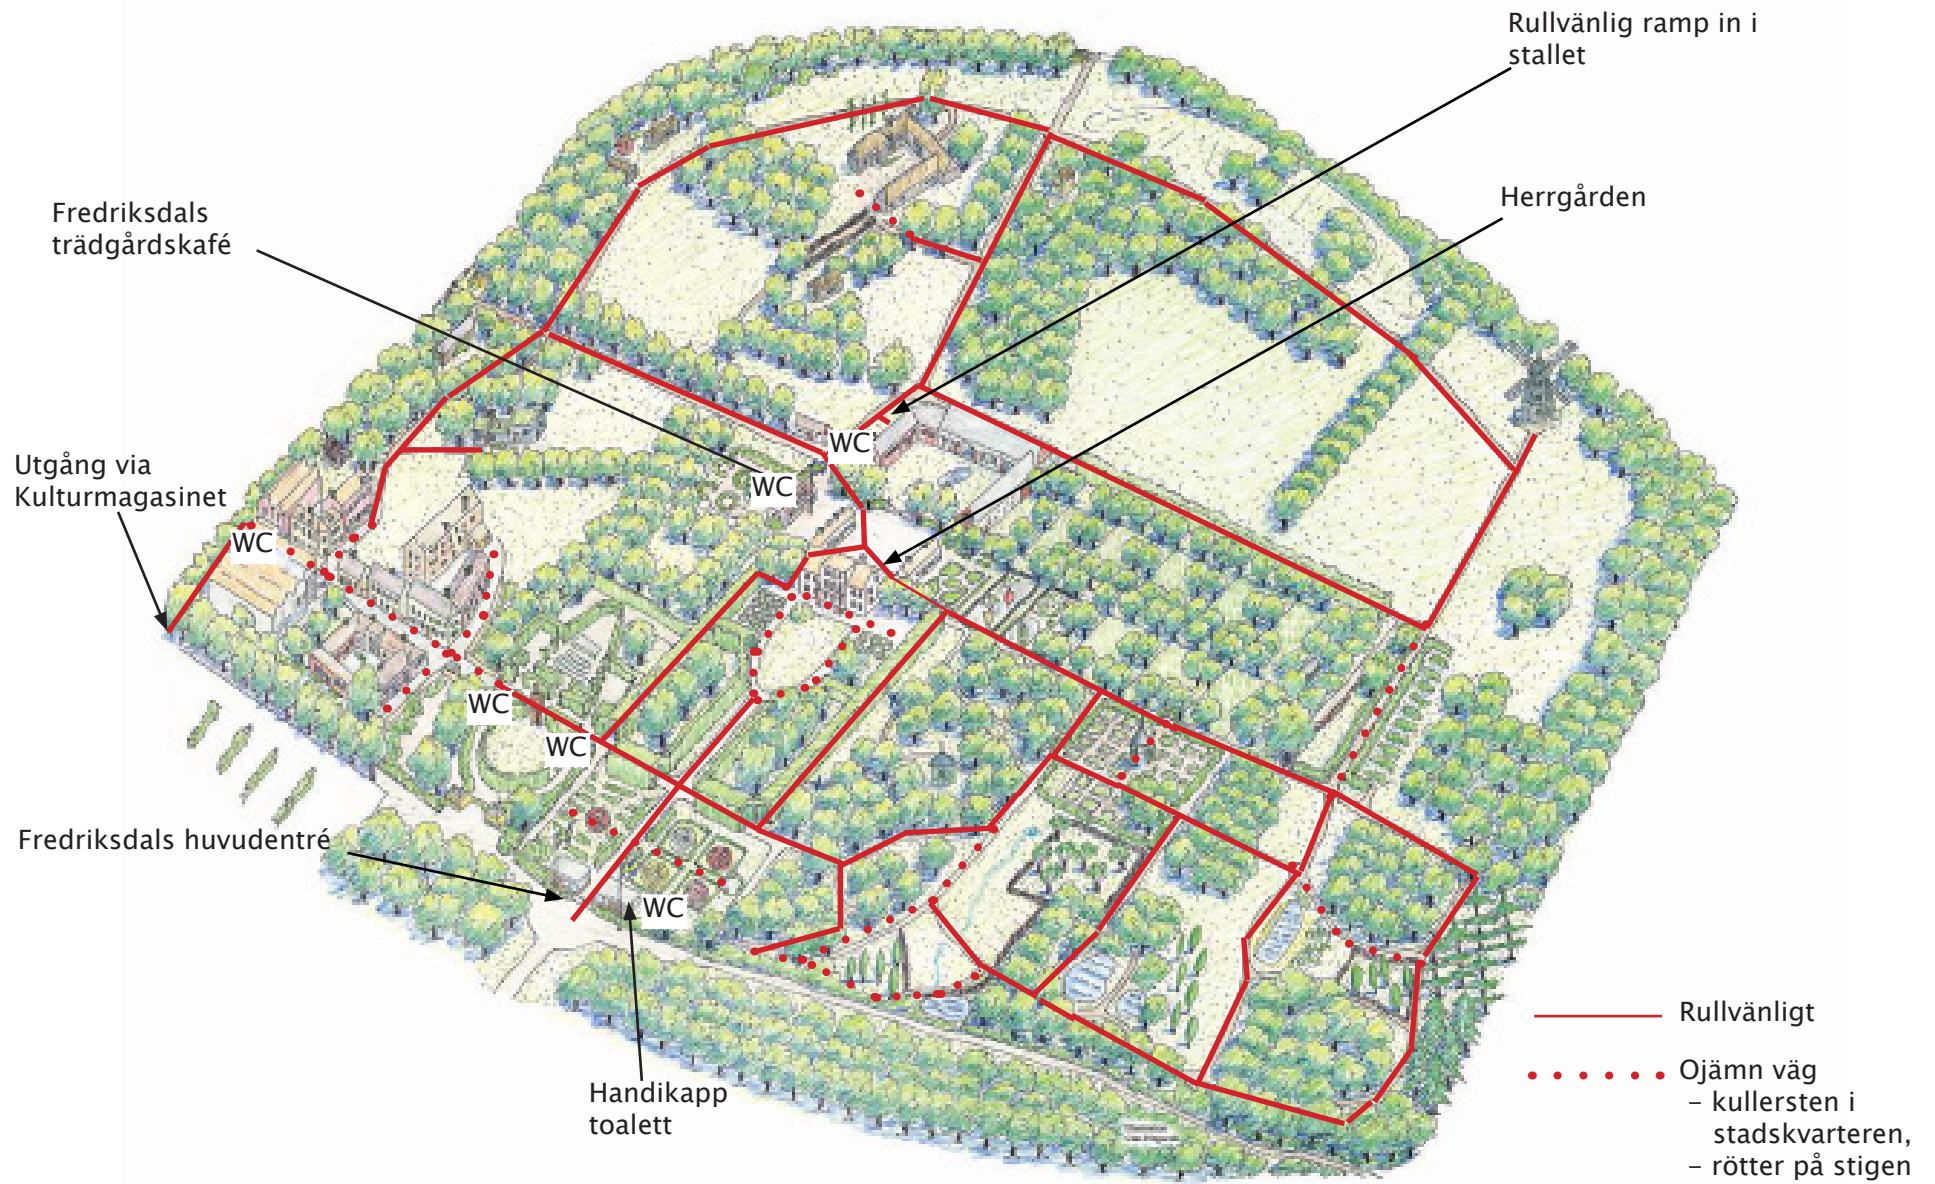 Rullvänlig ramp in i
stallet
Herrgården
Fredriksdals
trädgårdskafé
WC
WC
Utgång via
Kulturmagasinet
WC
WC
WC
Fredriksdals huvudentré
WC
Handikapp
toalett
Rullvänligt
Ojämn väg
– kullersten i
stadskvarteren,
– rötter på stigen